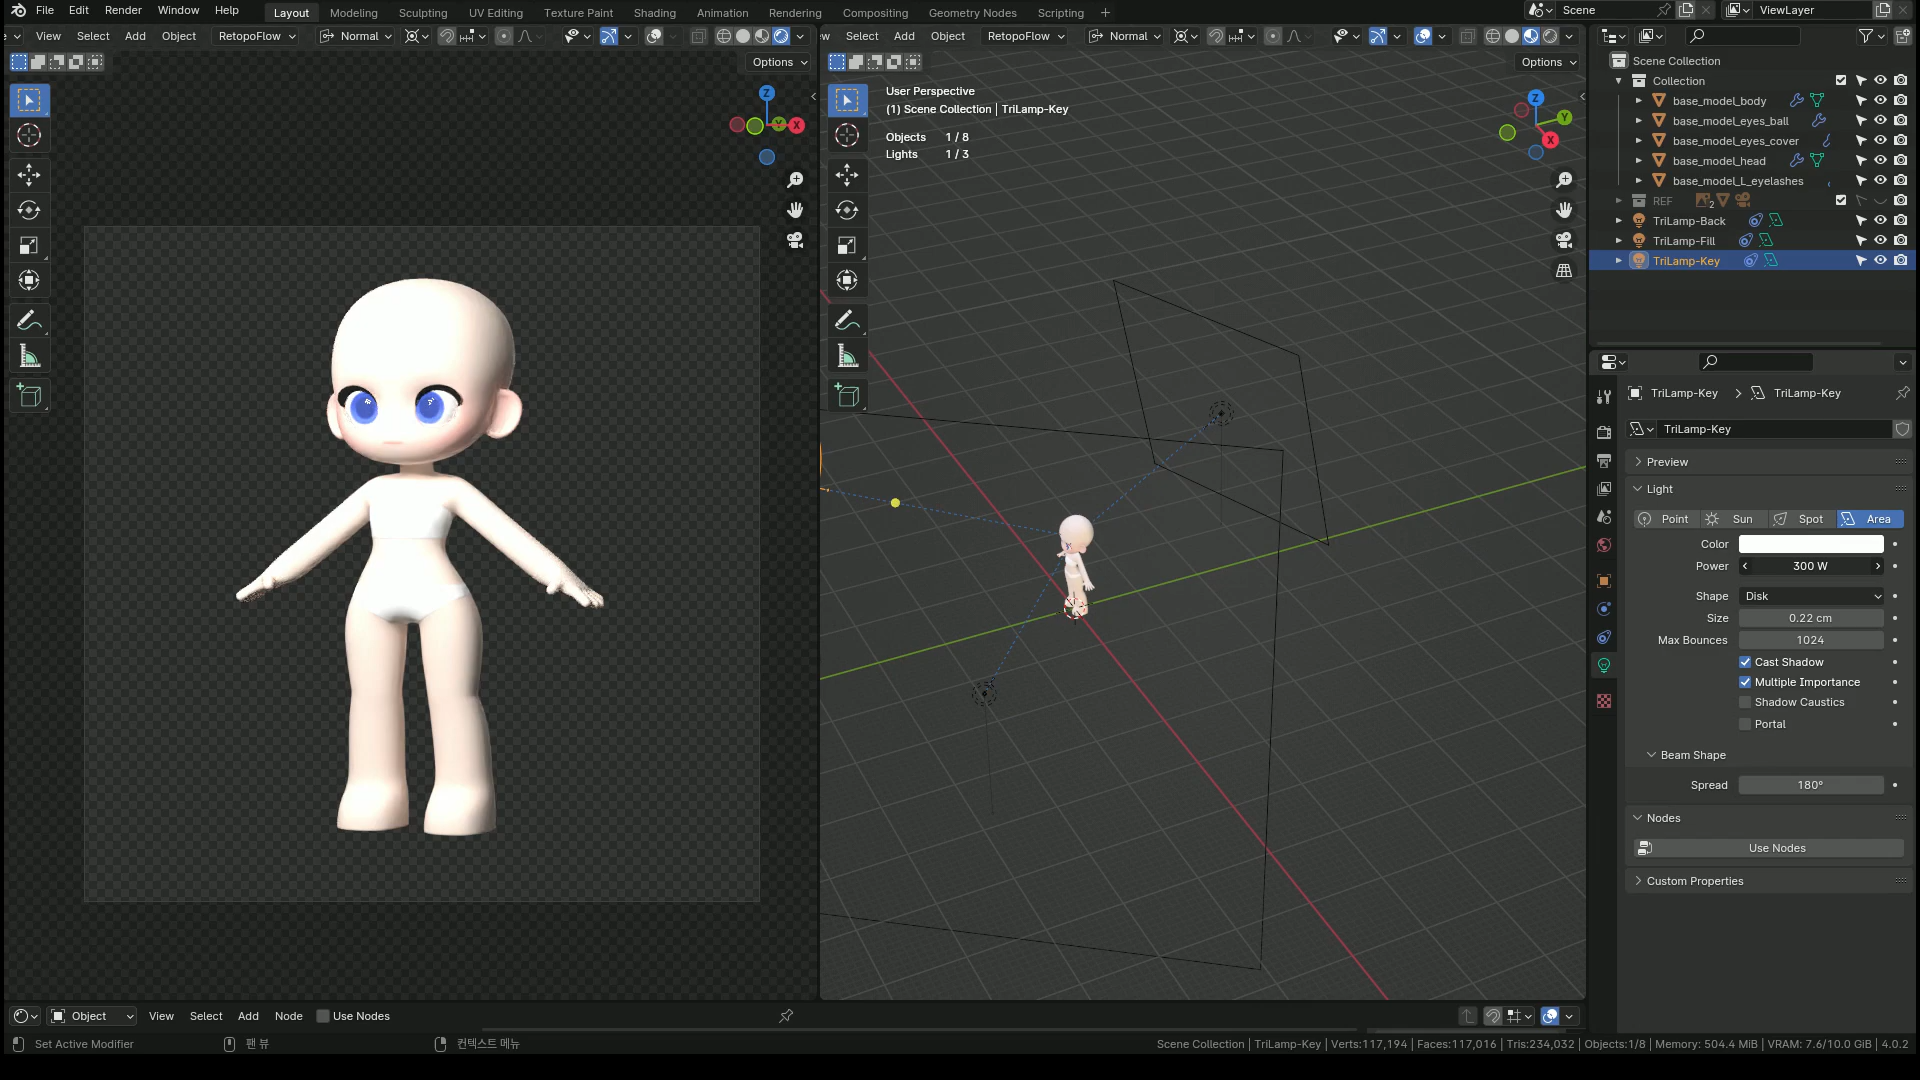 File Edit Render Window Help Layout Modeling Sculpting UV Editing Texture Paint Shading Animation Rendering Compositing Geometry Nodes Scripting + Scene ViewLayer
View Select Add Object RetopoFlow Normal
Select Add Object RetopoFlow Normal
Options
Options
Z
Y
X
User Perspective
(1) Scene Collection | TriLamp-Key
Objects 1 / 8
Lights 1 / 3
Z
Y
X
Scene Collection
Collection
base_model_body
base_model_eyes_ball
base_model_eyes_cover
base_model_head
base_model_L_eyelashes
REF 2
TriLamp-Back
TriLamp-Fill
TriLamp-Key
TriLamp-Key > TriLamp-Key
TriLamp-Key
Preview
Light
Point Sun Spot Area
Color
Power 300 W
Shape Disk
Size 0.22 cm
Max Bounces 1024
Cast Shadow
Multiple Importance
Shadow Caustics
Portal
Beam Shape
Spread 180°
Nodes
Use Nodes
Custom Properties
Object View Select Add Node Use Nodes
Set Active Modifier 팬 뷰 컨텍스트 메뉴
Scene Collection | TriLamp-Key | Verts:117,194 | Faces:117,016 | Tris:234,032 | Objects:1/8 | Memory: 504.4 MiB | VRAM: 7.6/10.0 GiB | 4.0.2